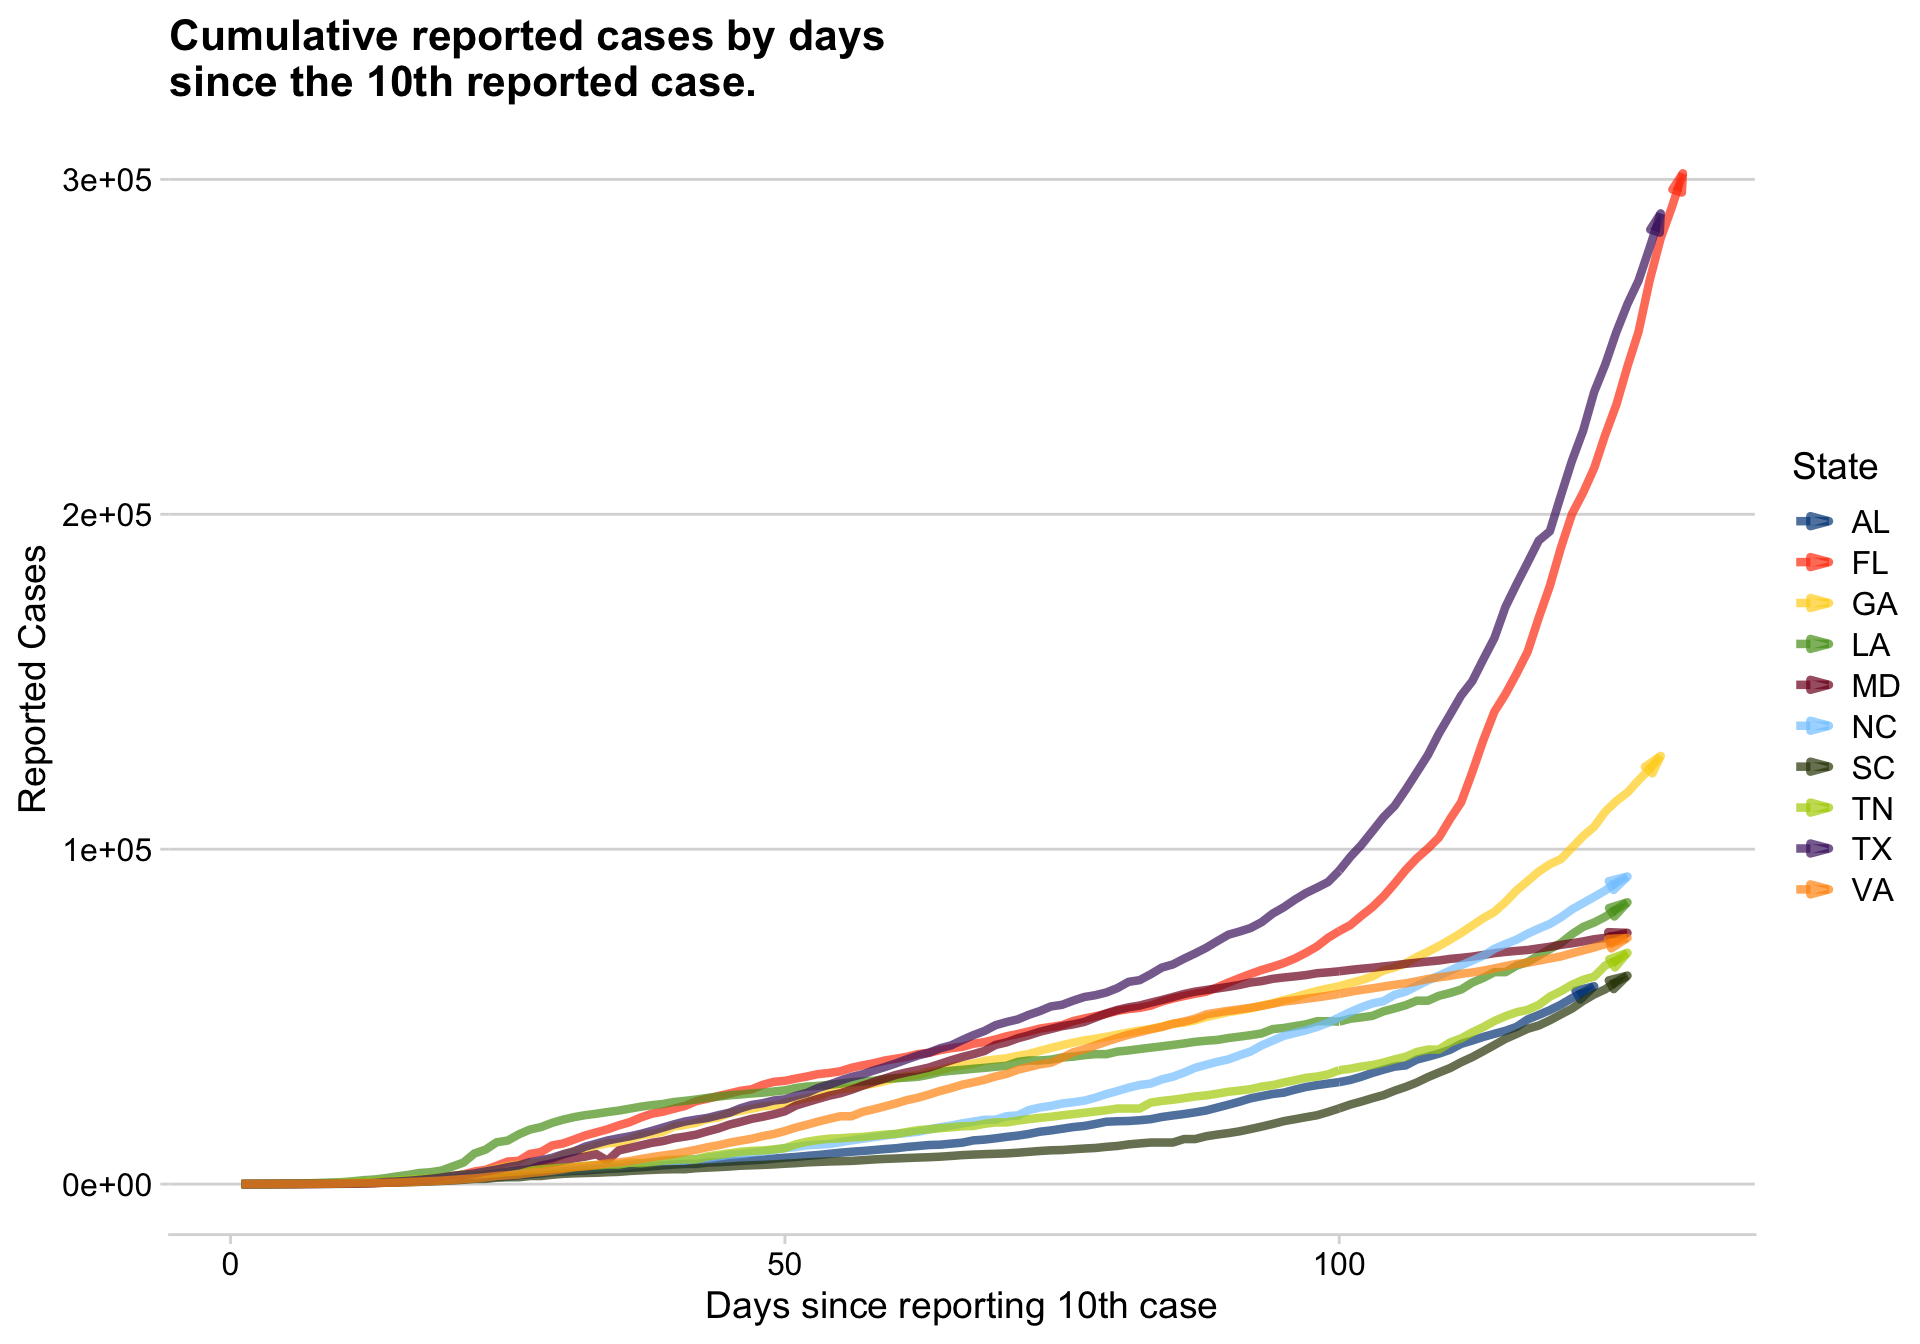 Cumulative reported cases by days
since the 10th reported case.
3e+05
2e+05
1e+05
0e+00
Reported Cases
0
50
100
Days since reporting 10th case
State
AL
FL
GA
LA
MD
NC
SC
TN
TX
VA